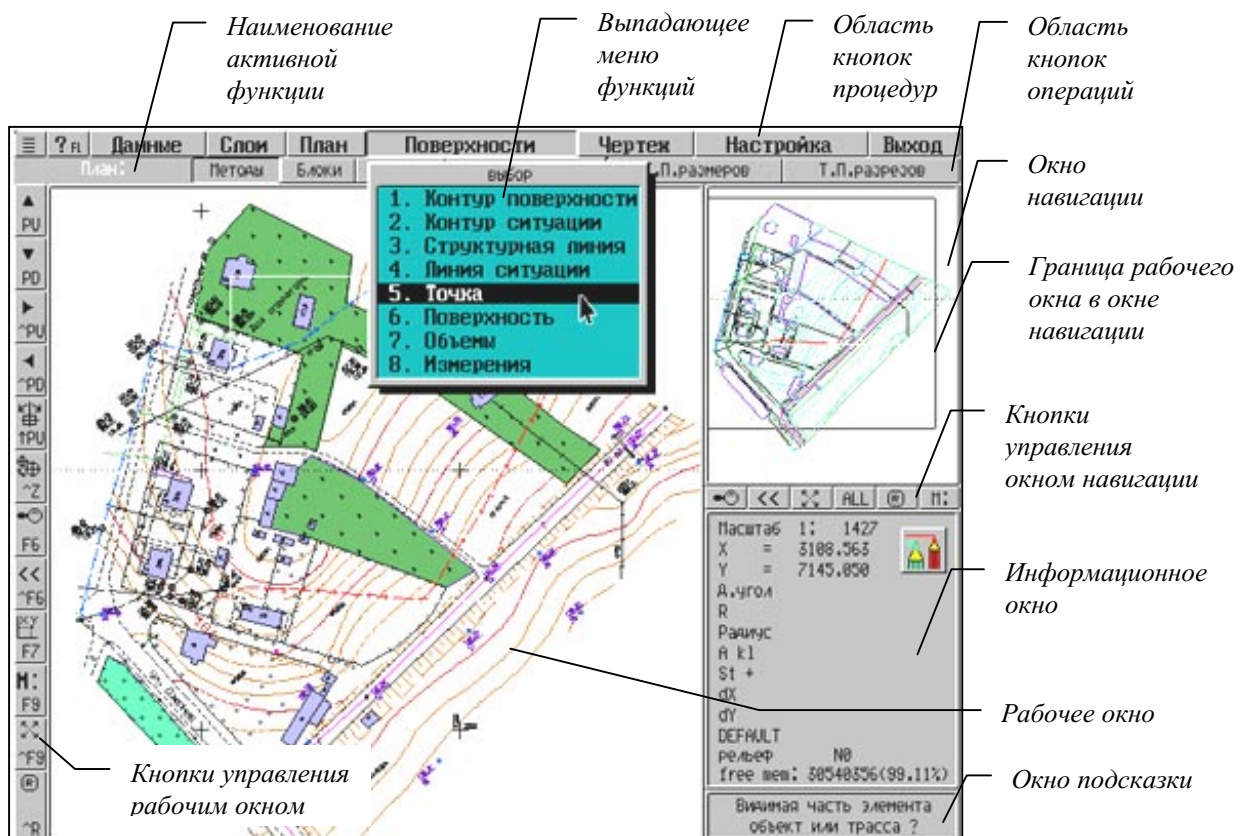 Наименование
активной
функции
Выпадающее
меню
функций
Область
кнопок
процедур
Область
кнопок
операций
? F1 Данные Слои План Поверхности Чертеж Настройка Выход
План: Методы Блоки Т.П.размеров Т.П.разрезов
ВЫБОР
1. Контур поверхности
2. Контур ситуации
3. Структурная линия
4. Линия ситуации
5. Точка
6. Поверхность
7. Объемы
8. Измерения
PU
PD
^PU
^PD
↑PU
^Z
F6
<<
^F6
F7
М:
F9
^F9
®
^R
Окно
навигации
Граница рабочего
окна в окне
навигации
Кнопки
управления
окном навигации
<< ALL ® М:
Масштаб 1: 1427
X = 3108.563
Y = 7145.050
Д.угол
R
Радиус
A kl
St +
dX
dY
DEFAULT
рельеф N0
free mem: 30540356(99.11%)
Информационное
окно
Рабочее окно
Окно подсказки
Видимая часть элемента
объект или трасса ?
Кнопки управления
рабочим окном